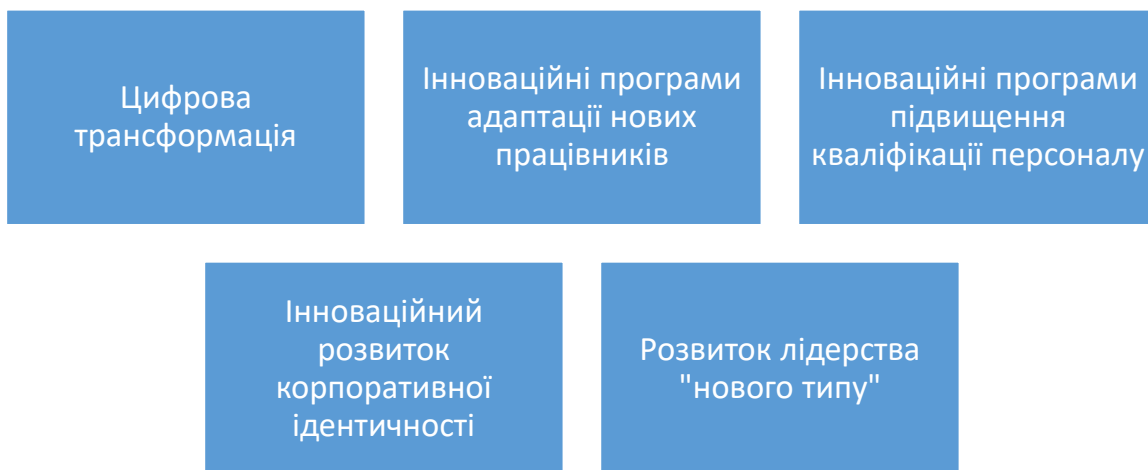 Цифрова
трансформація
Інноваційні програми
адаптації нових
працівників
Інноваційні програми
підвищення
кваліфікації персоналу
Інноваційний
розвиток
корпоративної
ідентичності
Розвиток лідерства
"нового типу"